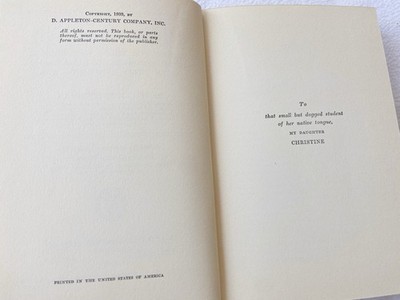 Copyright, 1938, by
D. APPLETON-CENTURY COMPANY, INC.
All rights reserved. This book, or parts
thereof, must not be reproduced in any
form without permission of the publisher.
PRINTED IN THE UNITED STATES OF AMERICA
To
that small but dogged student
of her native tongue,
MY DAUGHTER
CHRISTINE